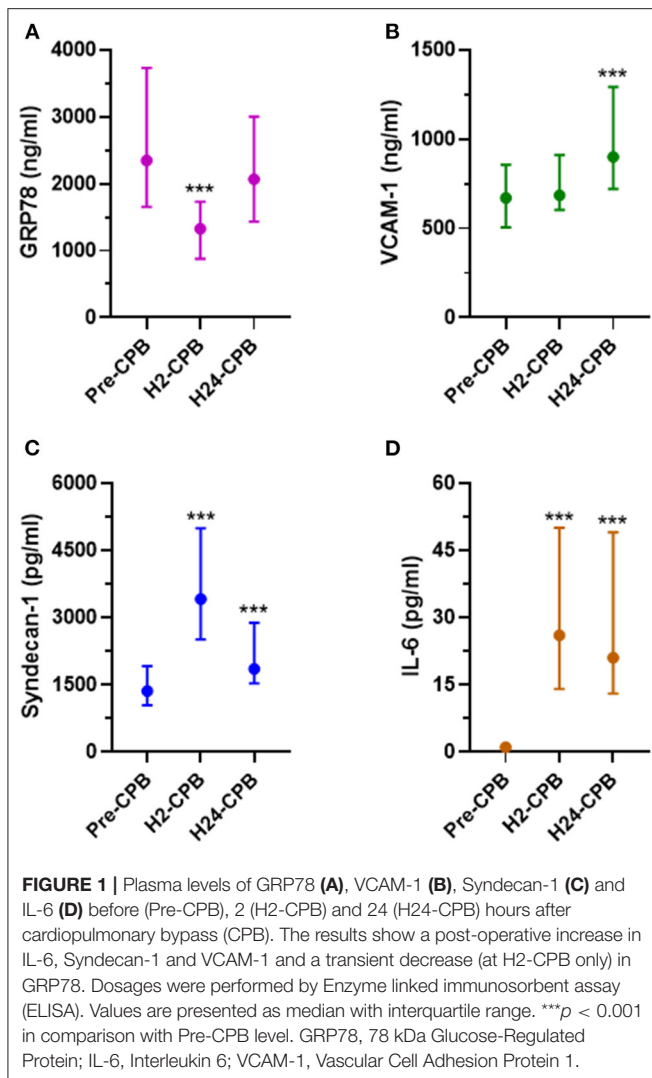 A
GRP78 (ng/ml)
4000
3000
2000
1000
0
***
Pre-CPB
H2-CPB
H24-CPB
B
VCAM-1 (ng/ml)
1500
1000
500
0
***
Pre-CPB
H2-CPB
H24-CPB
C
Syndecan-1 (pg/ml)
6000
4500
3000
1500
0
***
***
Pre-CPB
H2-CPB
H24-CPB
D
IL-6 (pg/ml)
60
45
30
15
0
***
***
Pre-CPB
H2-CPB
H24-CPB
FIGURE 1 | Plasma levels of GRP78 (A), VCAM-1 (B), Syndecan-1 (C) and
IL-6 (D) before (Pre-CPB), 2 (H2-CPB) and 24 (H24-CPB) hours after
cardiopulmonary bypass (CPB). The results show a post-operative increase in
IL-6, Syndecan-1 and VCAM-1 and a transient decrease (at H2-CPB only) in
GRP78. Dosages were performed by Enzyme linked immunosorbent assay
(ELISA). Values are presented as median with interquartile range. ***p < 0.001
in comparison with Pre-CPB level. GRP78, 78 kDa Glucose-Regulated
Protein; IL-6, Interleukin 6; VCAM-1, Vascular Cell Adhesion Protein 1.